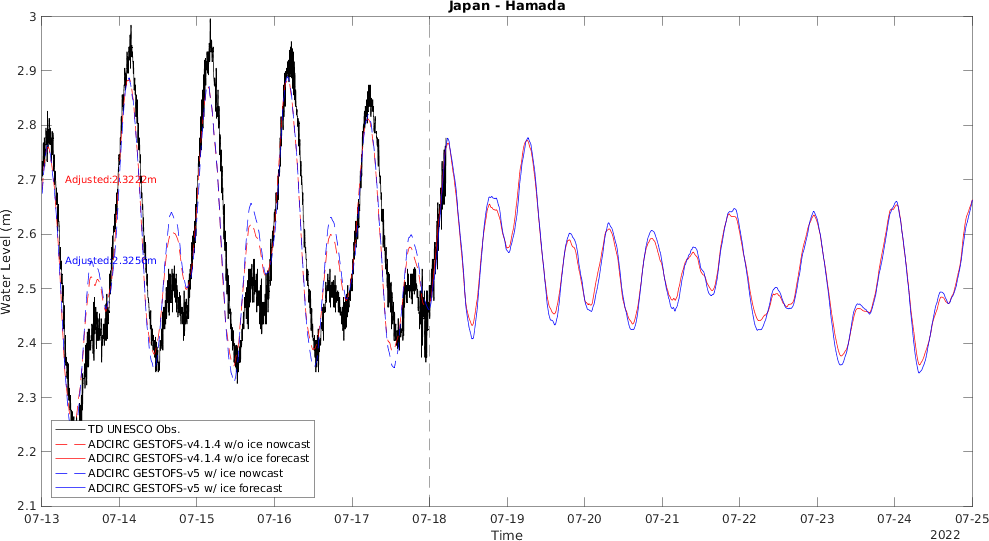 Japan - Hamada
Water Level (m)
3
2.9
2.8
2.7
2.6
2.5
2.4
2.3
2.2
2.1
Adjusted:2.3222m
Adjusted:2.3256m
TD UNESCO Obs.
ADCIRC GESTOFS-v4.1.4 w/o ice nowcast
ADCIRC GESTOFS-v4.1.4 w/o ice forecast
ADCIRC GESTOFS-v5 w/ ice nowcast
ADCIRC GESTOFS-v5 w/ ice forecast
07-13 07-14 07-15 07-16 07-17 07-18 07-19 07-20 07-21 07-22 07-23 07-24 07-25
Time
2022